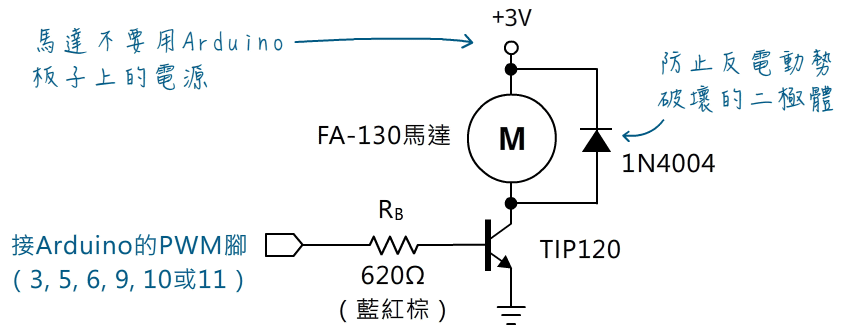 +3V
馬達不要用Arduino
板子上的電源
防止反電動勢
破壞的二極體
FA-130馬達
M
1N4004
RB
接Arduino的PWM腳
（3, 5, 6, 9, 10或11）
TIP120
620Ω
（藍紅棕）